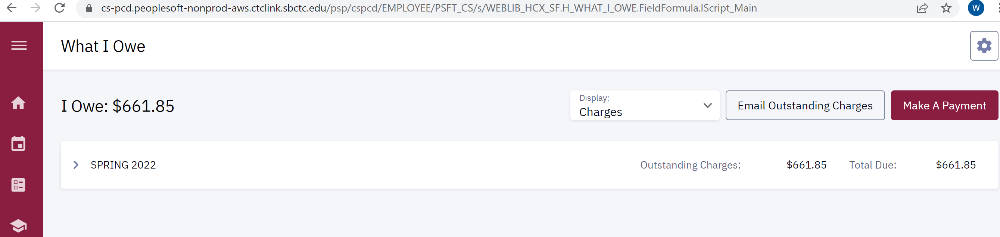 cs-pcd.peoplesoft-nonprod-aws.ctclink.sbctc.edu/psp/cspcd/EMPLOYEE/PSFT_CS/s/WEBLIB_HCX_SF.H_WHAT_I_OWE.FieldFormula.IScript_Main
W
What I Owe
I Owe: $661.85
Display:
Charges
Email Outstanding Charges
Make A Payment
SPRING 2022 Outstanding Charges: $661.85 Total Due: $661.85